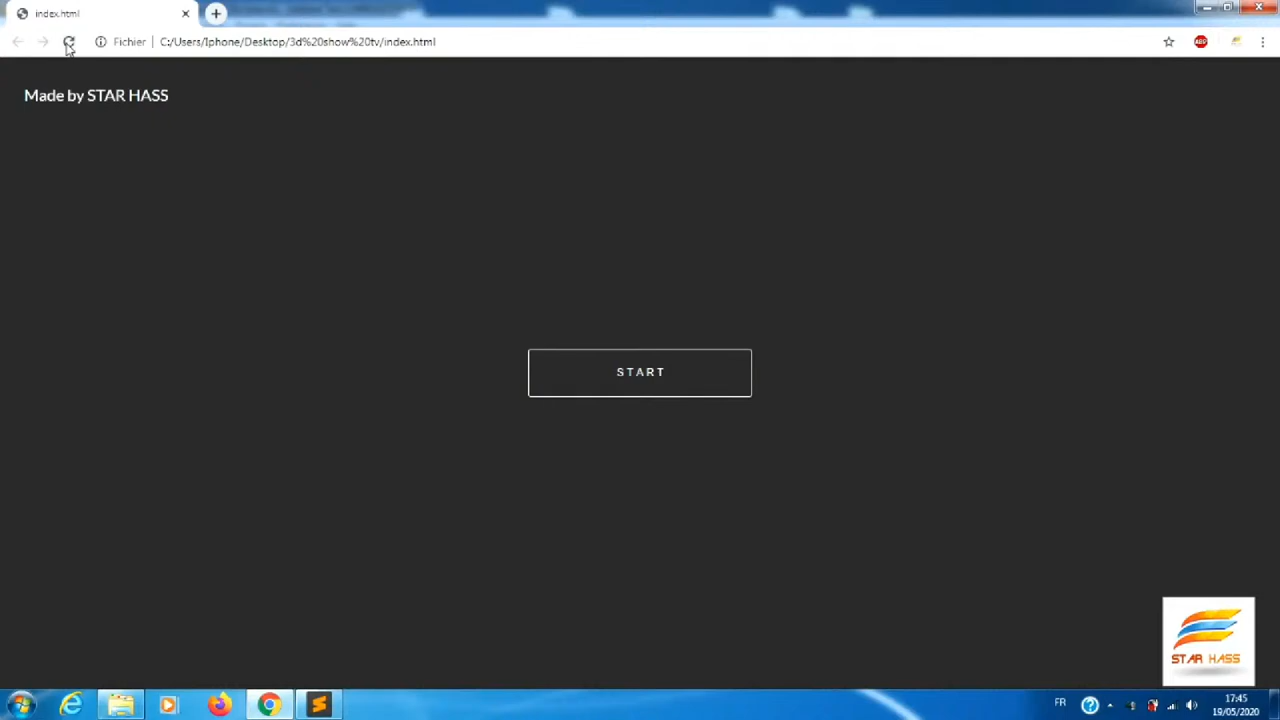 index.html
Fichier
C:/Users/Iphone/Desktop/3d%20show%20tv/index.html
ABP
Made by STAR HASS
START
STAR HASS
FR
17:45
19/05/2020